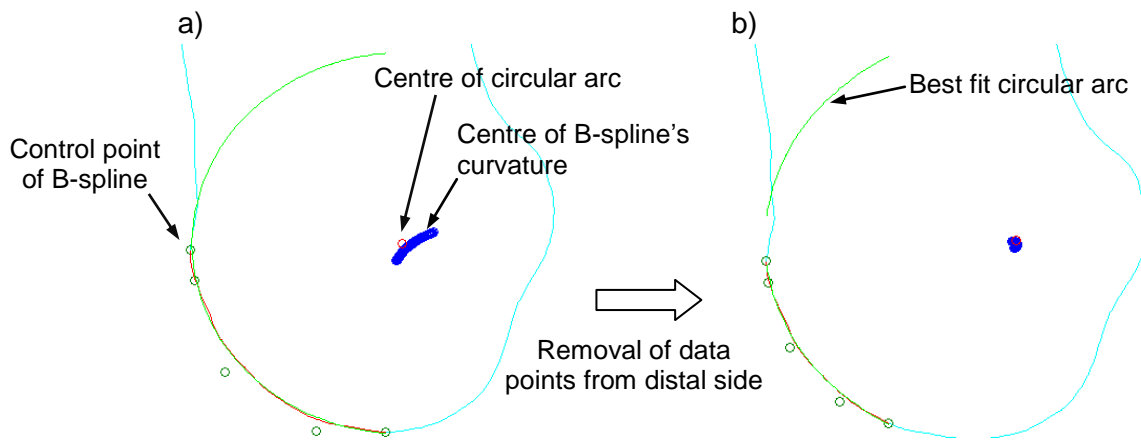 a)
b)
Centre of circular arc
Best fit circular arc
Centre of B-spline's
curvature
Control point
of B-spline
Removal of data
points from distal side